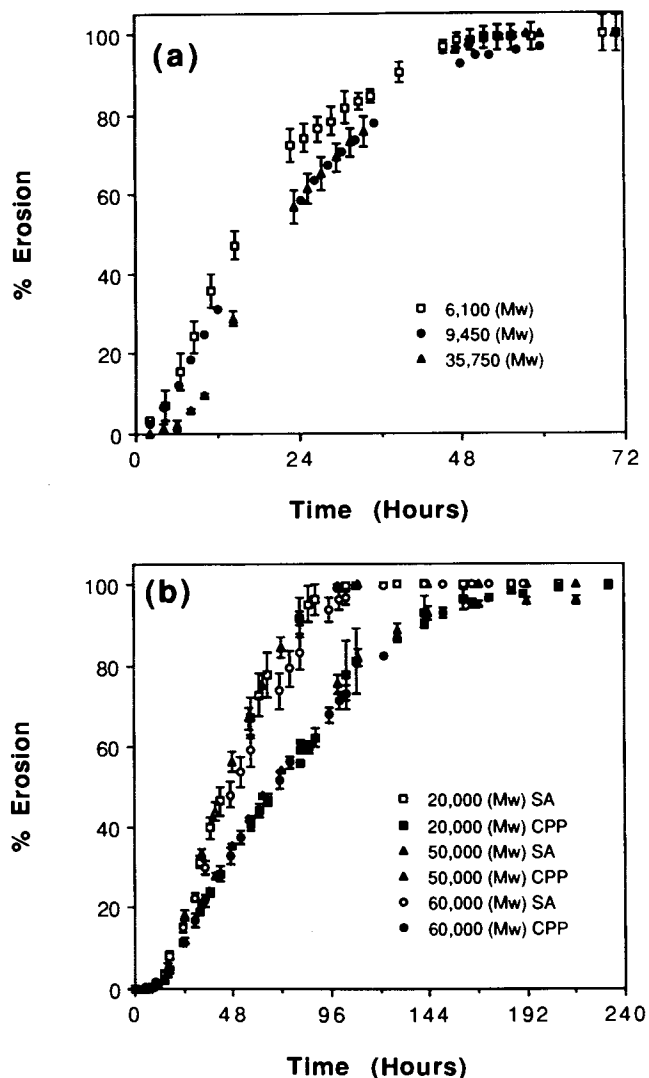 (a)
% Erosion
100
80
60
40
20
0
6,100 (Mw)
9,450 (Mw)
35,750 (Mw)
0 24 48 72
Time (Hours)
(b)
% Erosion
100
80
60
40
20
0
20,000 (Mw) SA
20,000 (Mw) CPP
50,000 (Mw) SA
50,000 (Mw) CPP
60,000 (Mw) SA
60,000 (Mw) CPP
0 48 96 144 192 240
Time (Hours)